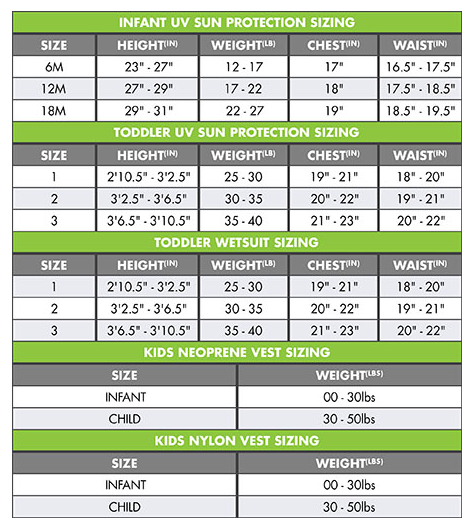 INFANT UV SUN PROTECTION SIZING
SIZE HEIGHT(IN) WEIGHT(LB) CHEST(IN) WAIST(IN)
6M 23" - 27" 12 - 17 17" 16.5" - 17.5"
12M 27" - 29" 17 - 22 18" 17.5" - 18.5"
18M 29" - 31" 22 - 27 19" 18.5" - 19.5"
TODDLER UV SUN PROTECTION SIZING
SIZE HEIGHT(IN) WEIGHT(LB) CHEST(IN) WAIST(IN)
1 2'10.5" - 3'2.5" 25 - 30 19" - 21" 18" - 20"
2 3'2.5" - 3'6.5" 30 - 35 20" - 22" 19" - 21"
3 3'6.5" - 3'10.5" 35 - 40 21" - 23" 20" - 22"
TODDLER WETSUIT SIZING
SIZE HEIGHT(IN) WEIGHT(LB) CHEST(IN) WAIST(IN)
1 2'10.5" - 3'2.5" 25 - 30 19" - 21" 18" - 20"
2 3'2.5" - 3'6.5" 30 - 35 20" - 22" 19" - 21"
3 3'6.5" - 3'10.5" 35 - 40 21" - 23" 20" - 22"
KIDS NEOPRENE VEST SIZING
SIZE WEIGHT(LBS)
INFANT 00 - 30lbs
CHILD 30 - 50lbs
KIDS NYLON VEST SIZING
SIZE WEIGHT(LBS)
INFANT 00 - 30lbs
CHILD 30 - 50lbs